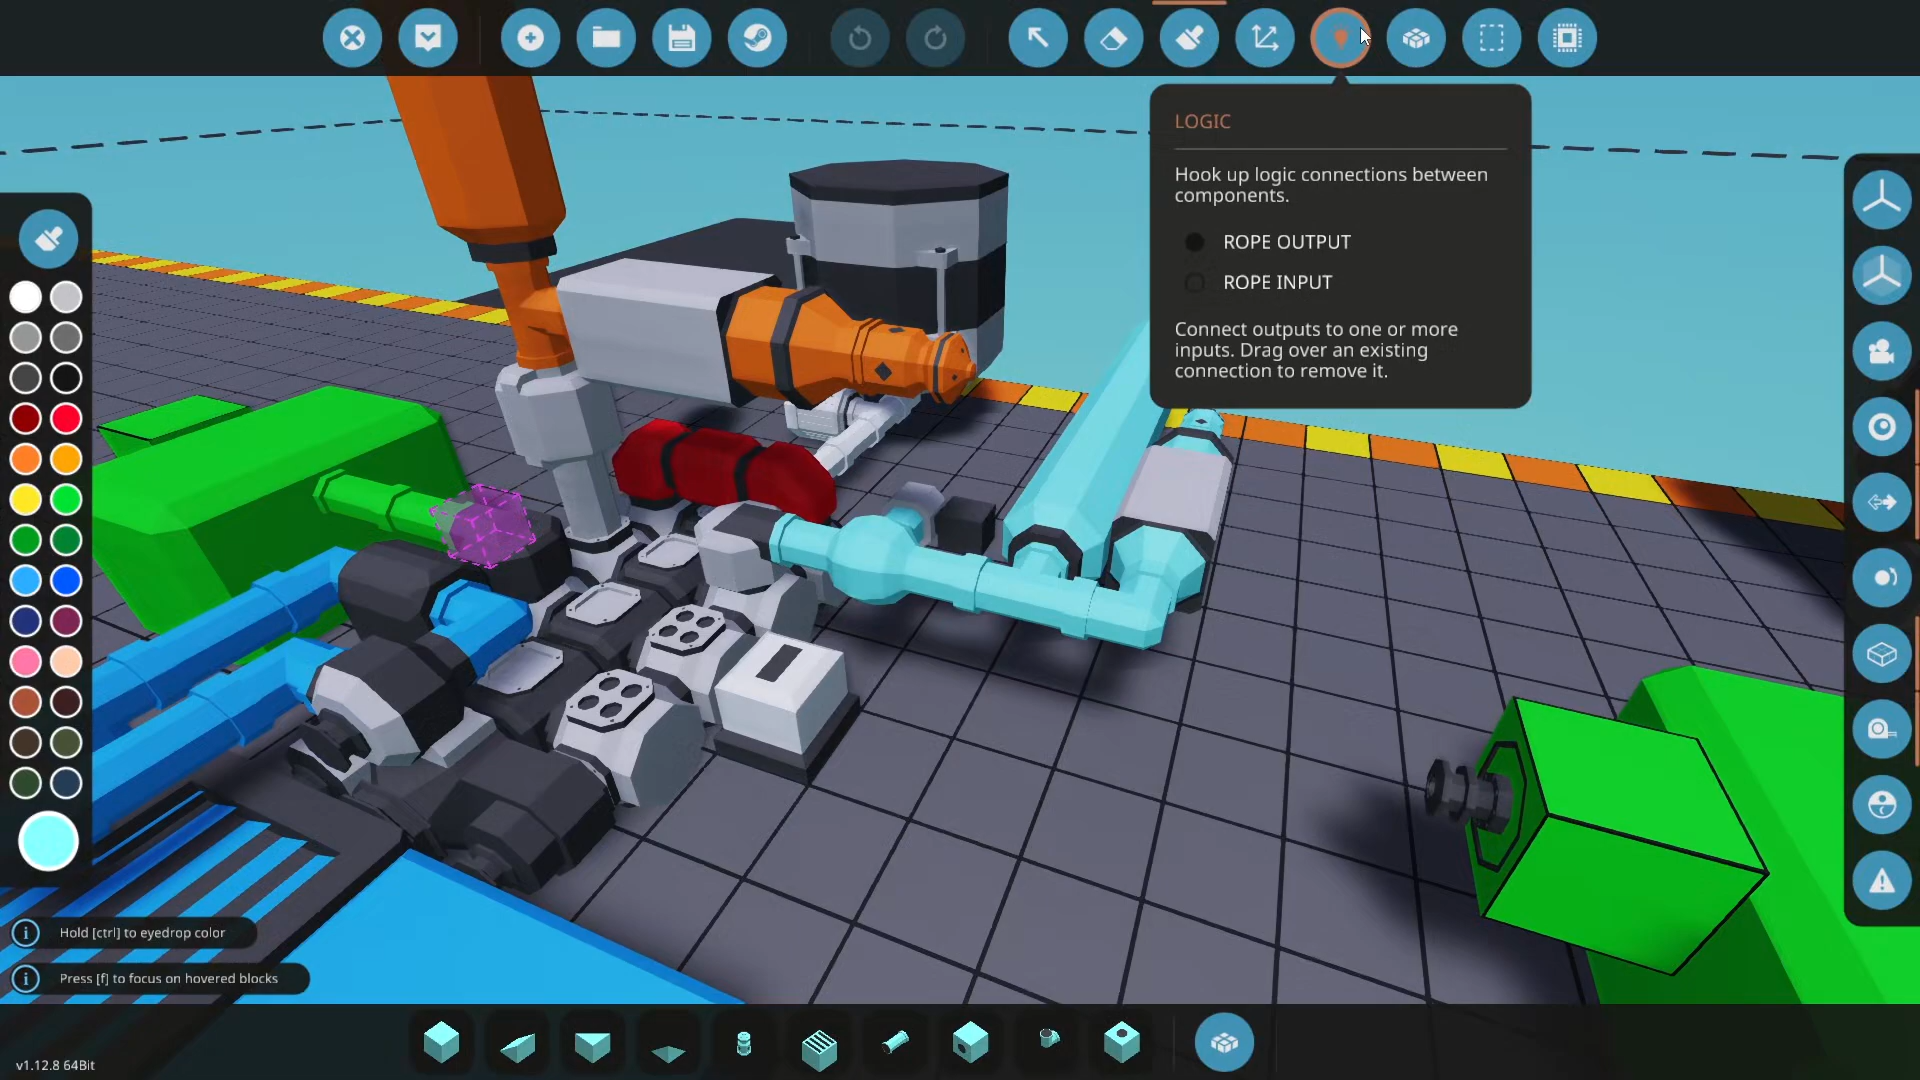 LOGIC
Hook up logic connections between
components.
ROPE OUTPUT
ROPE INPUT
Connect outputs to one or more
inputs. Drag over an existing
connection to remove it.
Hold [ctrl] to eyedrop color
Press [f] to focus on hovered blocks
v1.12.8 64Bit